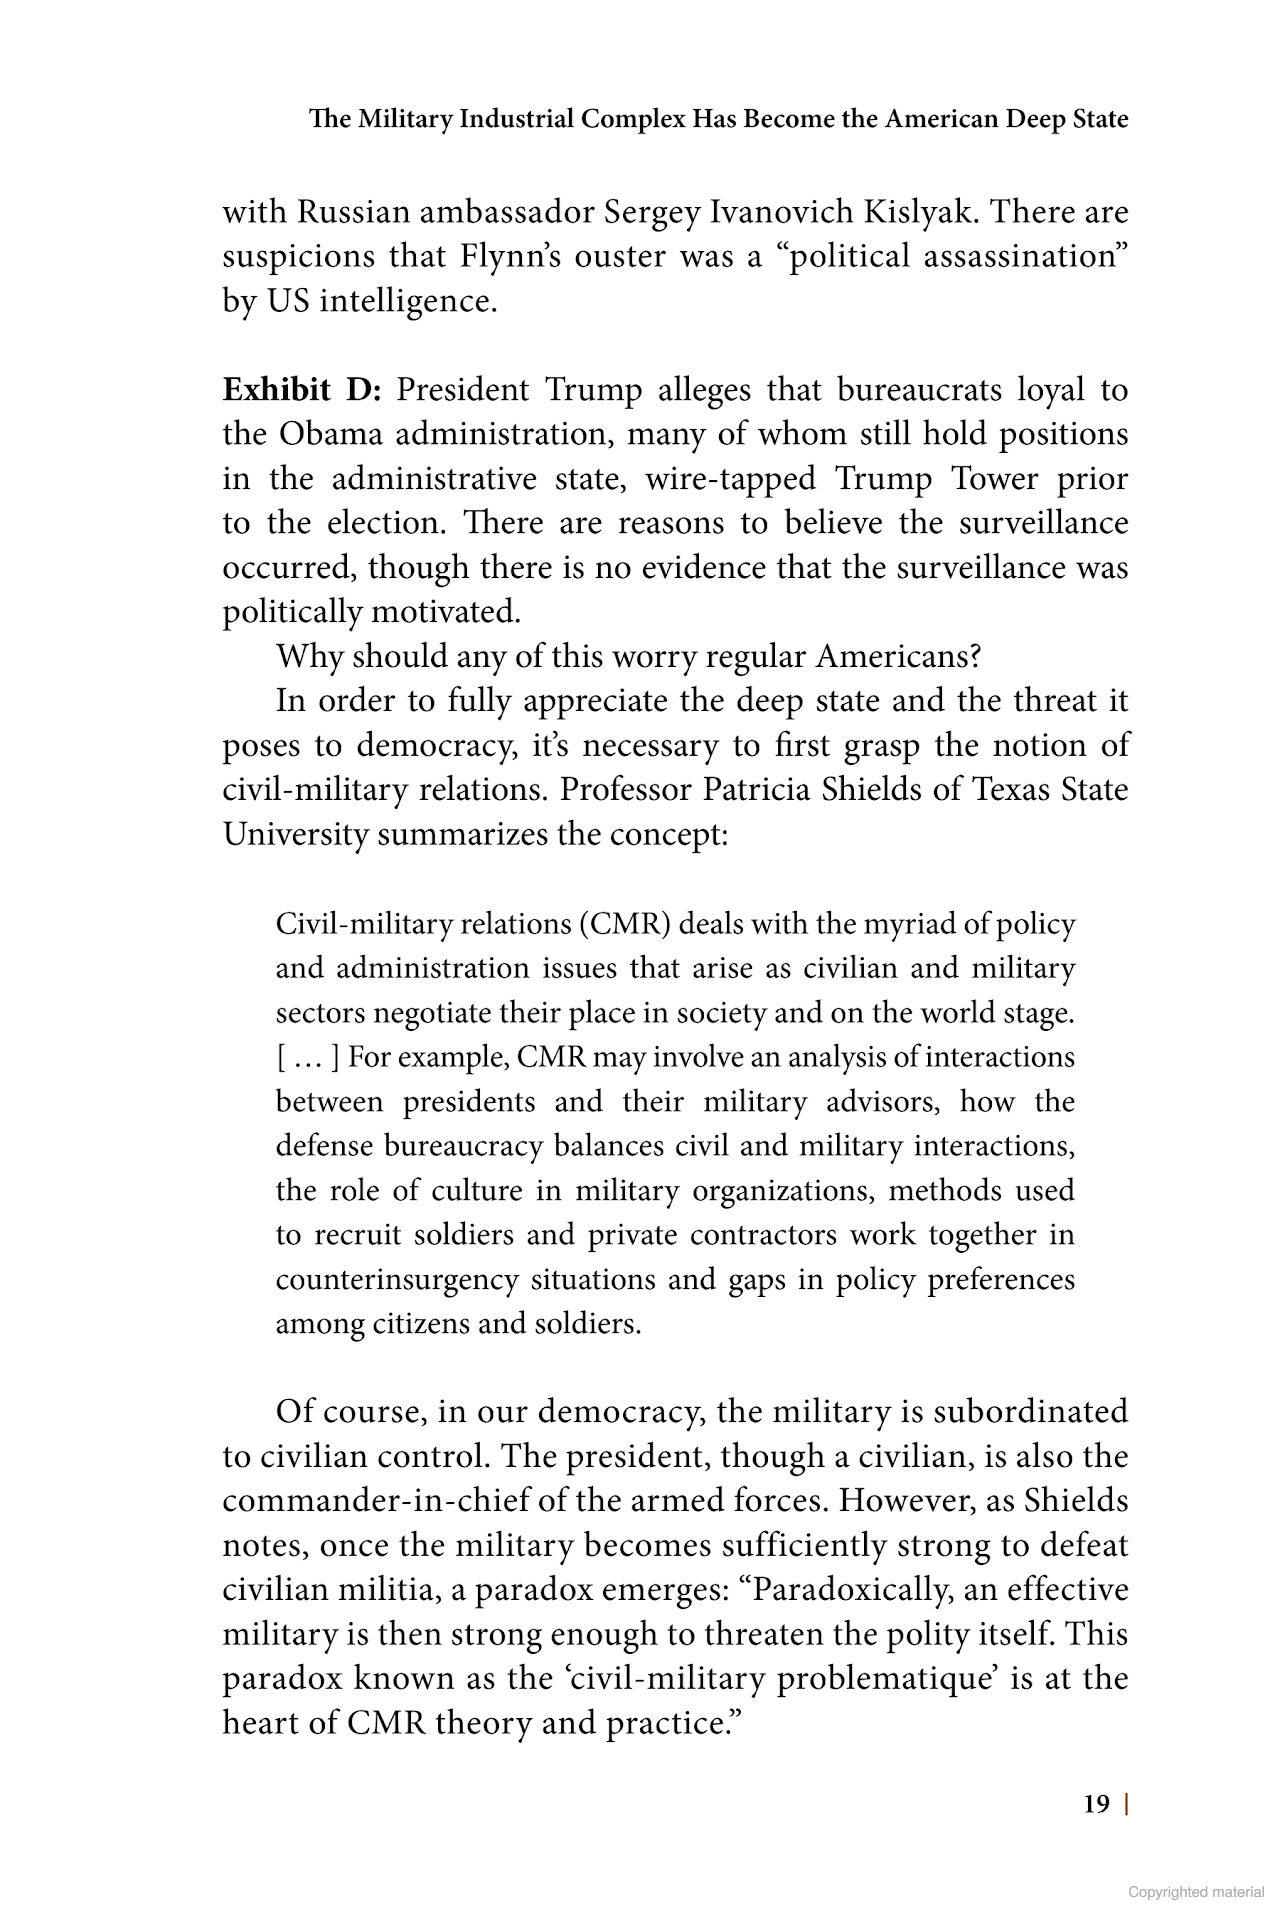 The Military Industrial Complex Has Become the American Deep State
with Russian ambassador Sergey Ivanovich Kislyak. There are
suspicions that Flynn’s ouster was a “political assassination”
by US intelligence.
Exhibit D: President Trump alleges that bureaucrats loyal to
the Obama administration, many of whom still hold positions
in the administrative state, wire-tapped Trump Tower prior
to the election. There are reasons to believe the surveillance
occurred, though there is no evidence that the surveillance was
politically motivated.
Why should any of this worry regular Americans?
In order to fully appreciate the deep state and the threat it
poses to democracy, it’s necessary to first grasp the notion of
civil-military relations. Professor Patricia Shields of Texas State
University summarizes the concept:
Civil-military relations (CMR) deals with the myriad of policy
and administration issues that arise as civilian and military
sectors negotiate their place in society and on the world stage.
[ … ] For example, CMR may involve an analysis of interactions
between presidents and their military advisors, how the
defense bureaucracy balances civil and military interactions,
the role of culture in military organizations, methods used
to recruit soldiers and private contractors work together in
counterinsurgency situations and gaps in policy preferences
among citizens and soldiers.
Of course, in our democracy, the military is subordinated
to civilian control. The president, though a civilian, is also the
commander-in-chief of the armed forces. However, as Shields
notes, once the military becomes sufficiently strong to defeat
civilian militia, a paradox emerges: “Paradoxically, an effective
military is then strong enough to threaten the polity itself. This
paradox known as the ‘civil-military problematique’ is at the
heart of CMR theory and practice.”
19 |
Copyrighted material